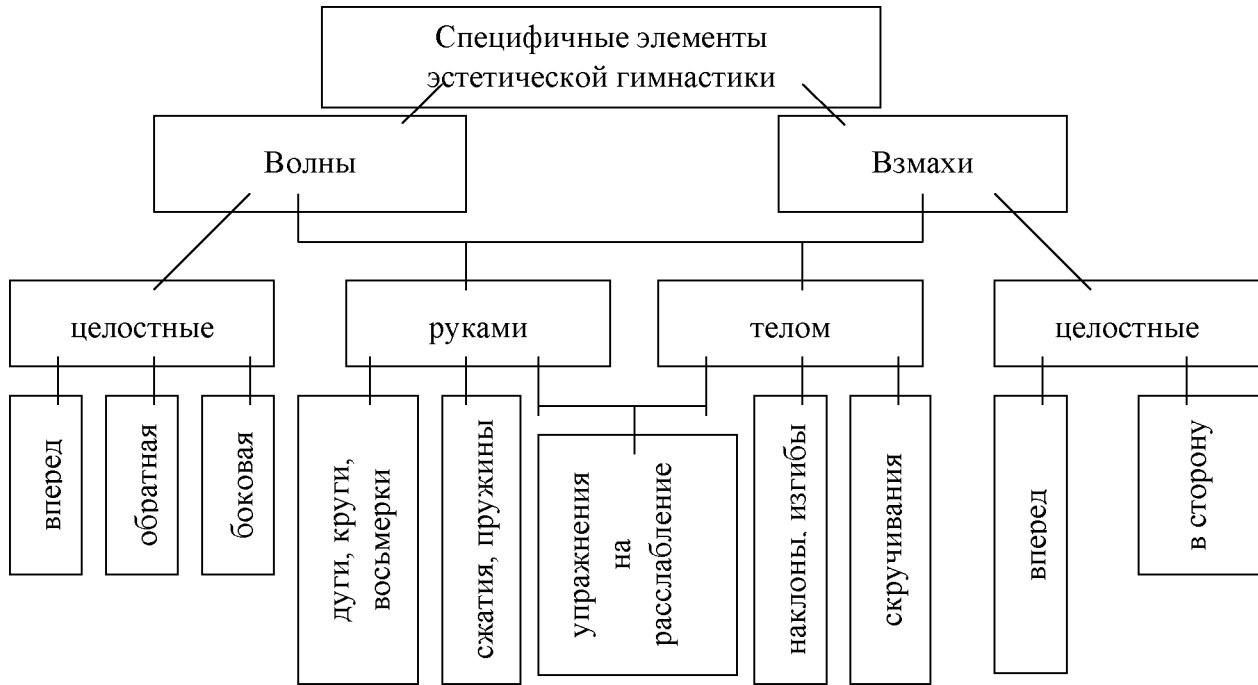 Специфичные элементы
эстетической гимнастики
Волны
Взмахи
целостные
руками
телом
целостные
вперед
обратная
боковая
дуги, круги,
восьмерки
сжатия, пружины
упражнения
на
расслабление
наклоны. изгибы
скручивания
вперед
в сторону